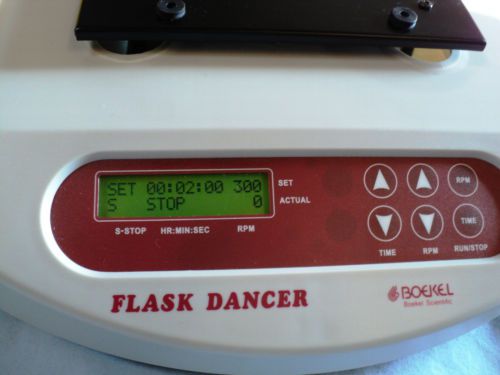 SET 00:02:00 300 SET
S STOP 0 ACTUAL
S-STOP HR:MIN:SEC RPM
RPM
TIME
TIME RPM RUN/STOP
FLASK DANCER
BOEKEL
Boekel Scientific